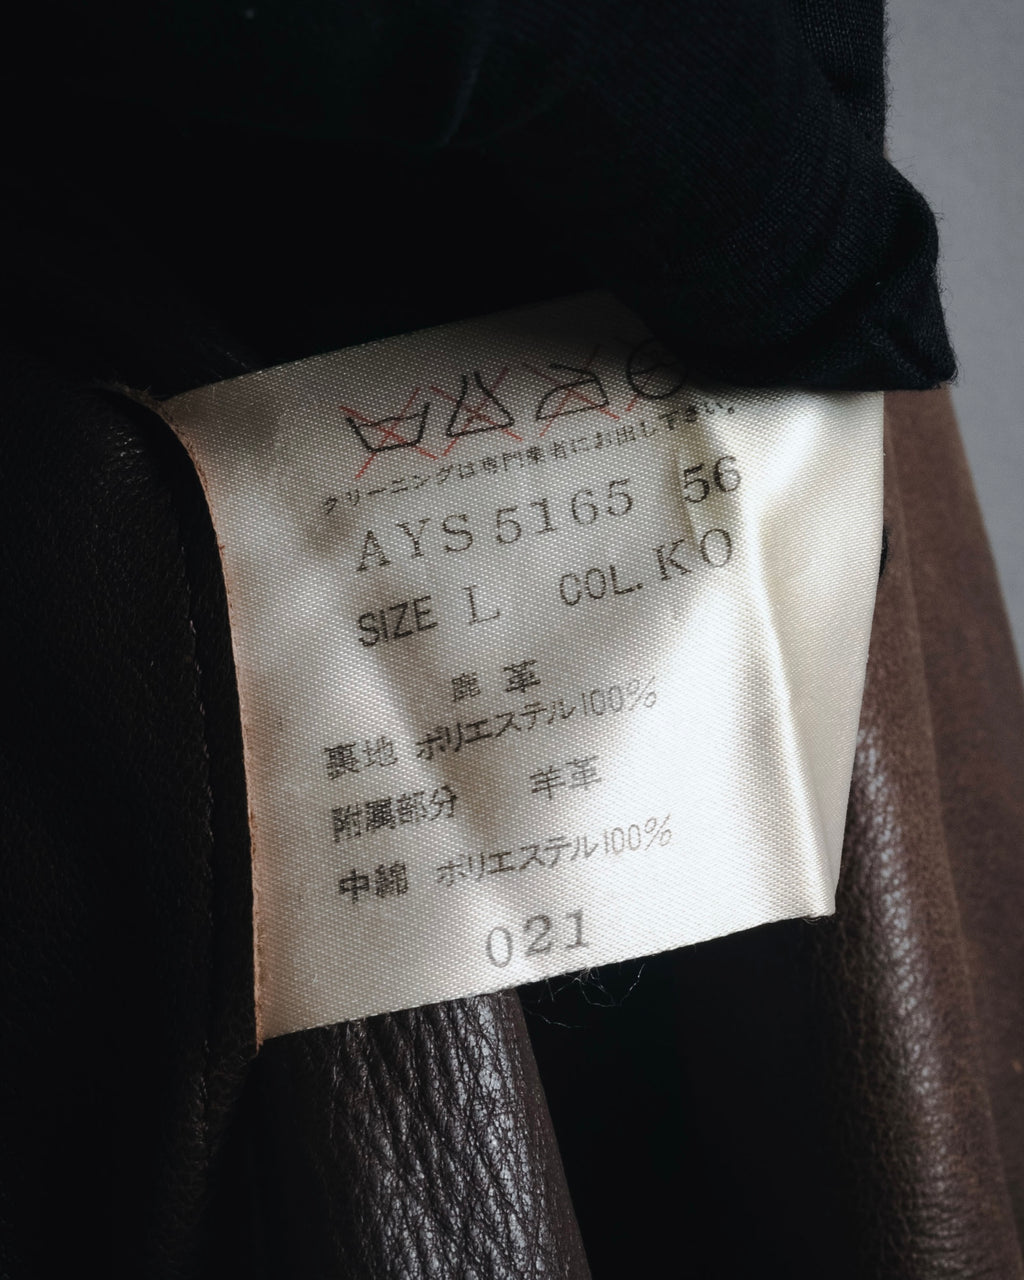 クリーニングは専門業者にお出し下さい。
AYS5165 56
SIZE L COL. KO
鹿革
裏地 ポリエステル100%
附属部分 羊革
中綿 ポリエステル100%
021